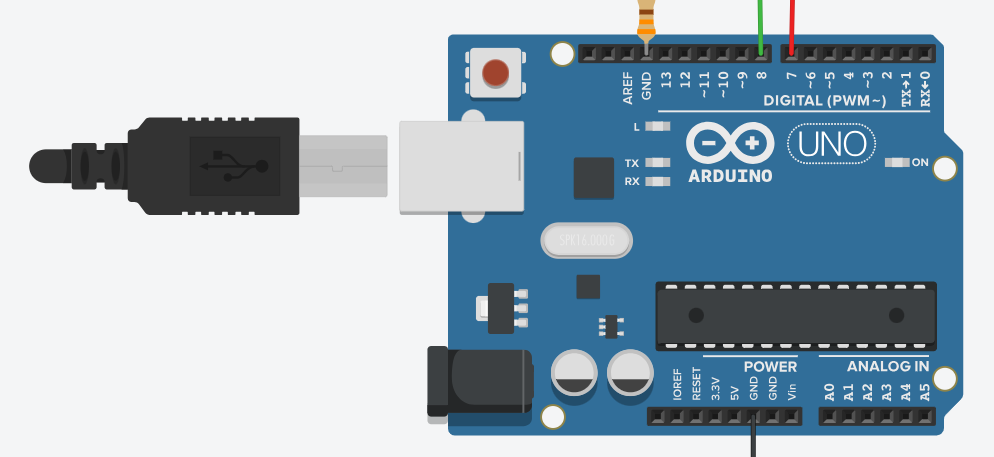 AREF
GND
13
12
~11
~10
~9
8
7
~6
~5
4
~3
2
TX→1
RX←0
DIGITAL (PWM~)
L
TX
RX
ARDUINO
UNO
ON
SPK16.000G
POWER
ANALOG IN
IOREF
RESET
3.3V
5V
GND
GND
Vin
A0
A1
A2
A3
A4
A5